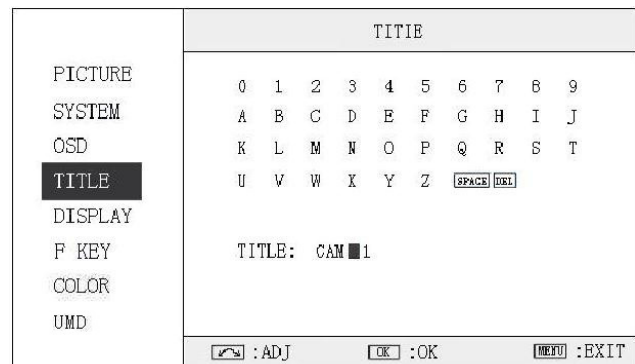 TITIE
PICTURE
SYSTEM
OSD
TITLE
DISPLAY
F KEY
COLOR
UMD
0 1 2 3 4 5 6 7 8 9
A B C D E F G H I J
K L M N O P Q R S T
U V W X Y Z SPACE DEL
TITLE: CAM 1
:ADJ OK :OK MENU :EXIT